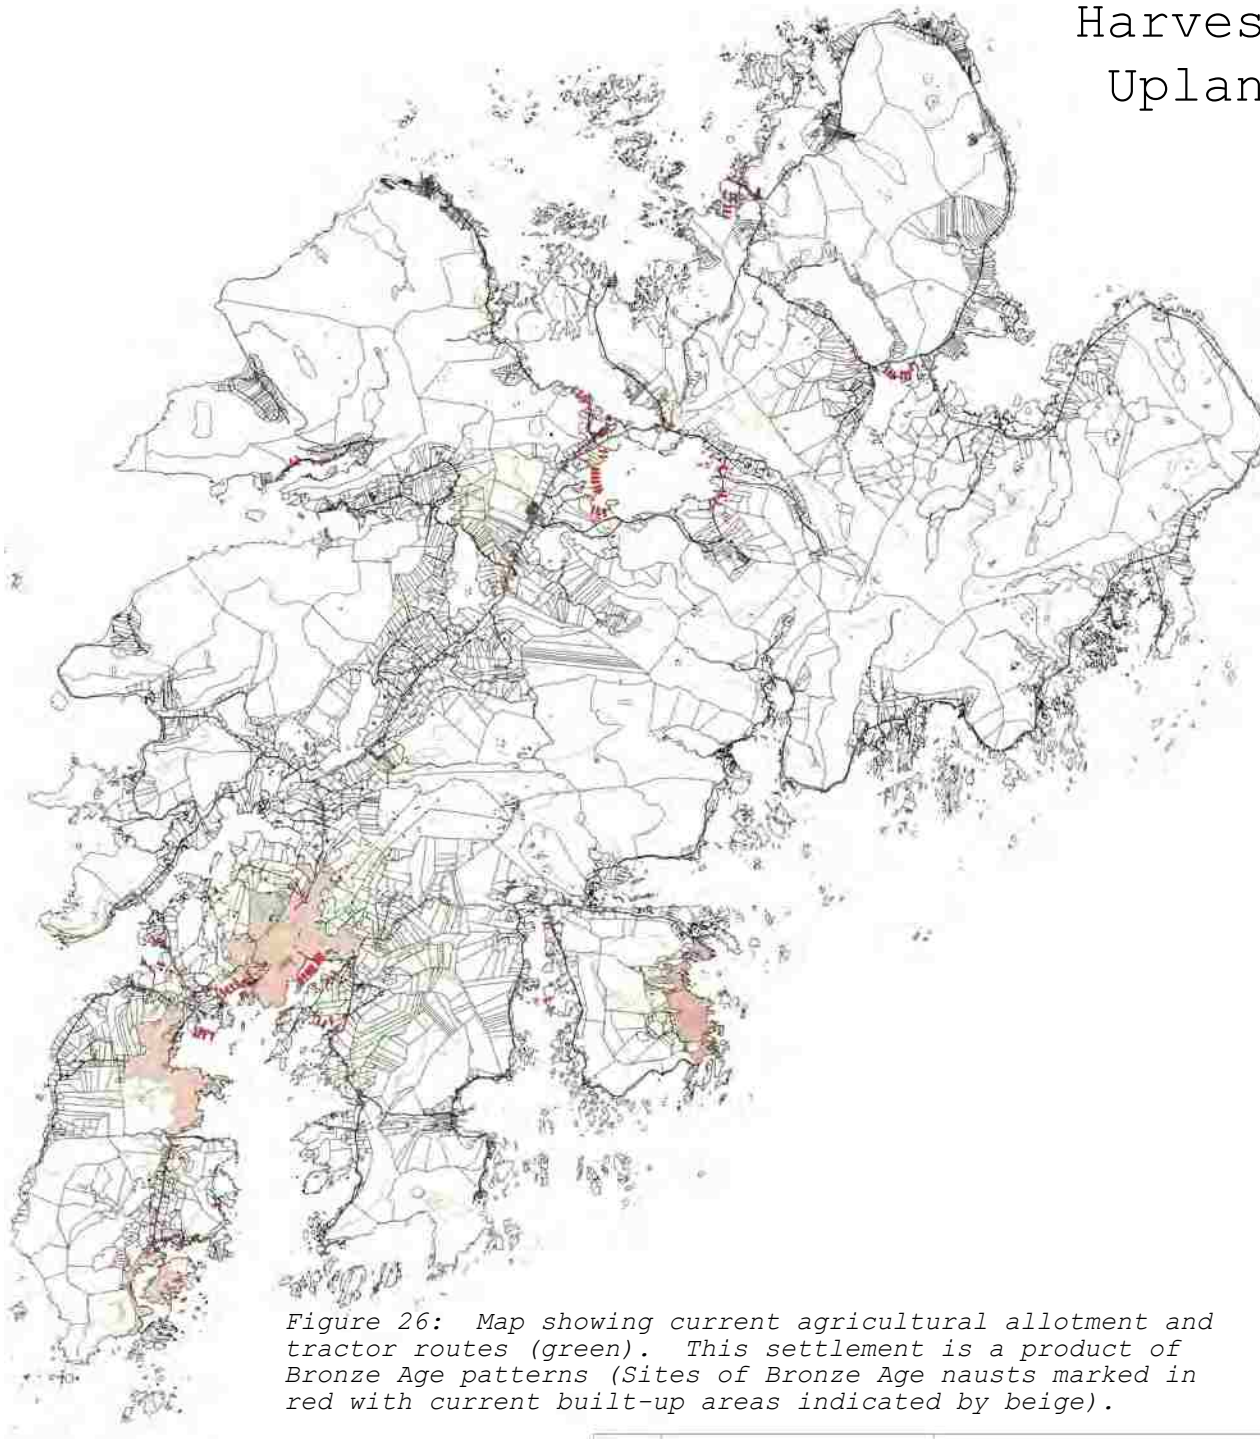 Harves
Uplan
Figure 26:  Map showing current agricultural allotment and
tractor routes (green).  This settlement is a product of
Bronze Age patterns (Sites of Bronze Age nausts marked in
red with current built-up areas indicated by beige).